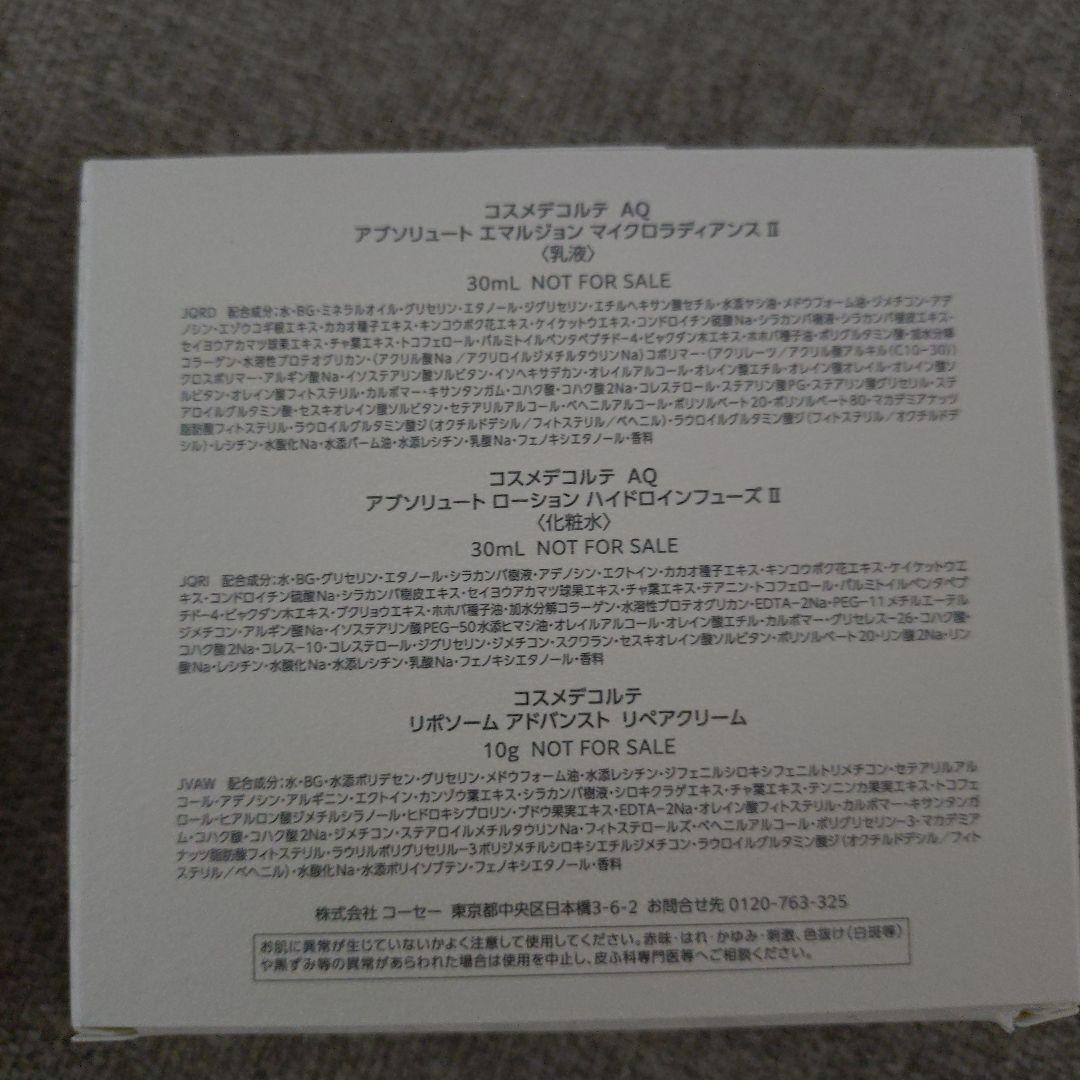 コスメデコルテ AQ
アブソリュート エマルジョン マイクロラディアンス Ⅱ
〈乳液〉
30mL NOT FOR SALE
JQRD 配合成分;水・BG・ミネラルオイル・グリセリン・エタノール・ジグリセリン・エチルヘキサン酸セチル・水添ヤシ油・メドウフォーム油・ジメチコン・アデ
ノシン・エゾウコギ根エキス・カカオ種子エキス・キンコウボク花エキス・ケイケットウエキス・コンドロイチン硫酸Na・シラカンバ樹液・シラカンバ樹皮エキス・
セイヨウアカマツ球果エキス・チャ葉エキス・トコフェロール・パルミトイルペンタペプチド-4・ビャクダン木エキス・ホホバ種子油・ポリグルタミン酸・加水分解
コラーゲン・水溶性プロテオグリカン・(アクリル酸Na/アクリロイルジメチルタウリンNa)コポリマー・(アクリレーツ/アクリル酸アルキル(C10-30))
クロスポリマー・アルギン酸Na・イソステアリン酸ソルビタン・イソヘキサデカン・オレイルアルコール・オレイン酸エチル・オレイン酸オレイル・オレイン酸ソ
ルビタン・オレイン酸フィトステリル・カルボマー・キサンタンガム・コハク酸・コハク酸2Na・コレステロール・ステアリン酸PG・ステアリン酸グリセリル・ステ
アロイルグルタミン酸・セスキオレイン酸ソルビタン・セテアリルアルコール・ベヘニルアルコール・ポリソルベート20・ポリソルベート80・マカデミアナッツ
脂肪酸フィトステリル・ラウロイルグルタミン酸ジ(オクチルドデシル/フィトステリル/ベヘニル)・ラウロイルグルタミン酸ジ(フィトステリル/オクチルドデ
シル)・レシチン・水酸化Na・水添パーム油・水添レシチン・乳酸Na・フェノキシエタノール・香料
コスメデコルテ AQ
アブソリュート ローション ハイドロインフューズ Ⅱ
〈化粧水〉
30mL NOT FOR SALE
JQRI 配合成分;水・BG・グリセリン・エタノール・シラカンバ樹液・アデノシン・エクトイン・カカオ種子エキス・キンコウボク花エキス・ケイケットウエ
キス・コンドロイチン硫酸Na・シラカンバ樹皮エキス・セイヨウアカマツ球果エキス・チャ葉エキス・テアニン・トコフェロール・パルミトイルペンタペプ
チド-4・ビャクダン木エキス・ブクリョウエキス・ホホバ種子油・加水分解コラーゲン・水溶性プロテオグリカン・EDTA-2Na・PEG-11メチルエーテル
ジメチコン・アルギン酸Na・イソステアリン酸PEG-50水添ヒマシ油・オレイルアルコール・オレイン酸エチル・カルボマー・グリセレス-26・コハク酸・
コハク酸2Na・コレス-10・コレステロール・ジグリセリン・ジメチコン・スクワラン・セスキオレイン酸ソルビタン・ポリソルベート20・リン酸2Na・リン
酸Na・レシチン・水酸化Na・水添レシチン・乳酸Na・フェノキシエタノール・香料
コスメデコルテ
リポソーム アドバンスト リペアクリーム
10g NOT FOR SALE
JVAW 配合成分;水・BG・水添ポリデセン・グリセリン・メドウフォーム油・水添レシチン・ジフェニルシロキシフェニルトリメチコン・セテアリルアル
コール・アデノシン・アルギニン・エクトイン・カンゾウ葉エキス・シラカンバ樹液・シロキクラゲエキス・チャ葉エキス・テンニンカ果実エキス・トコフェ
ロール・ヒアルロン酸ジメチルシラノール・ヒドロキシプロリン・ブドウ果実エキス・EDTA-2Na・オレイン酸フィトステリル・カルボマー・キサンタンガ
ム・コハク酸・コハク酸2Na・ジメチコン・ステアロイルメチルタウリンNa・フィトステロールズ・ベヘニルアルコール・ポリグリセリン-3・マカデミア
ナッツ脂肪酸フィトステリル・ラウリルポリグリセリル-3ポリジメチルシロキシエチルジメチコン・ラウロイルグルタミン酸ジ(オクチルドデシル/フィト
ステリル/ベヘニル)・水酸化Na・水添ポリイソブテン・フェノキシエタノール・香料
株式会社 コーセー 東京都中央区日本橋3-6-2 お問合せ先 0120-763-325
お肌に異常が生じていないかよく注意して使用してください。赤味・はれ・かゆみ・刺激、色抜け(白斑等)
や黒ずみ等の異常があらわれた場合は使用を中止し、皮ふ科専門医等へご相談ください。